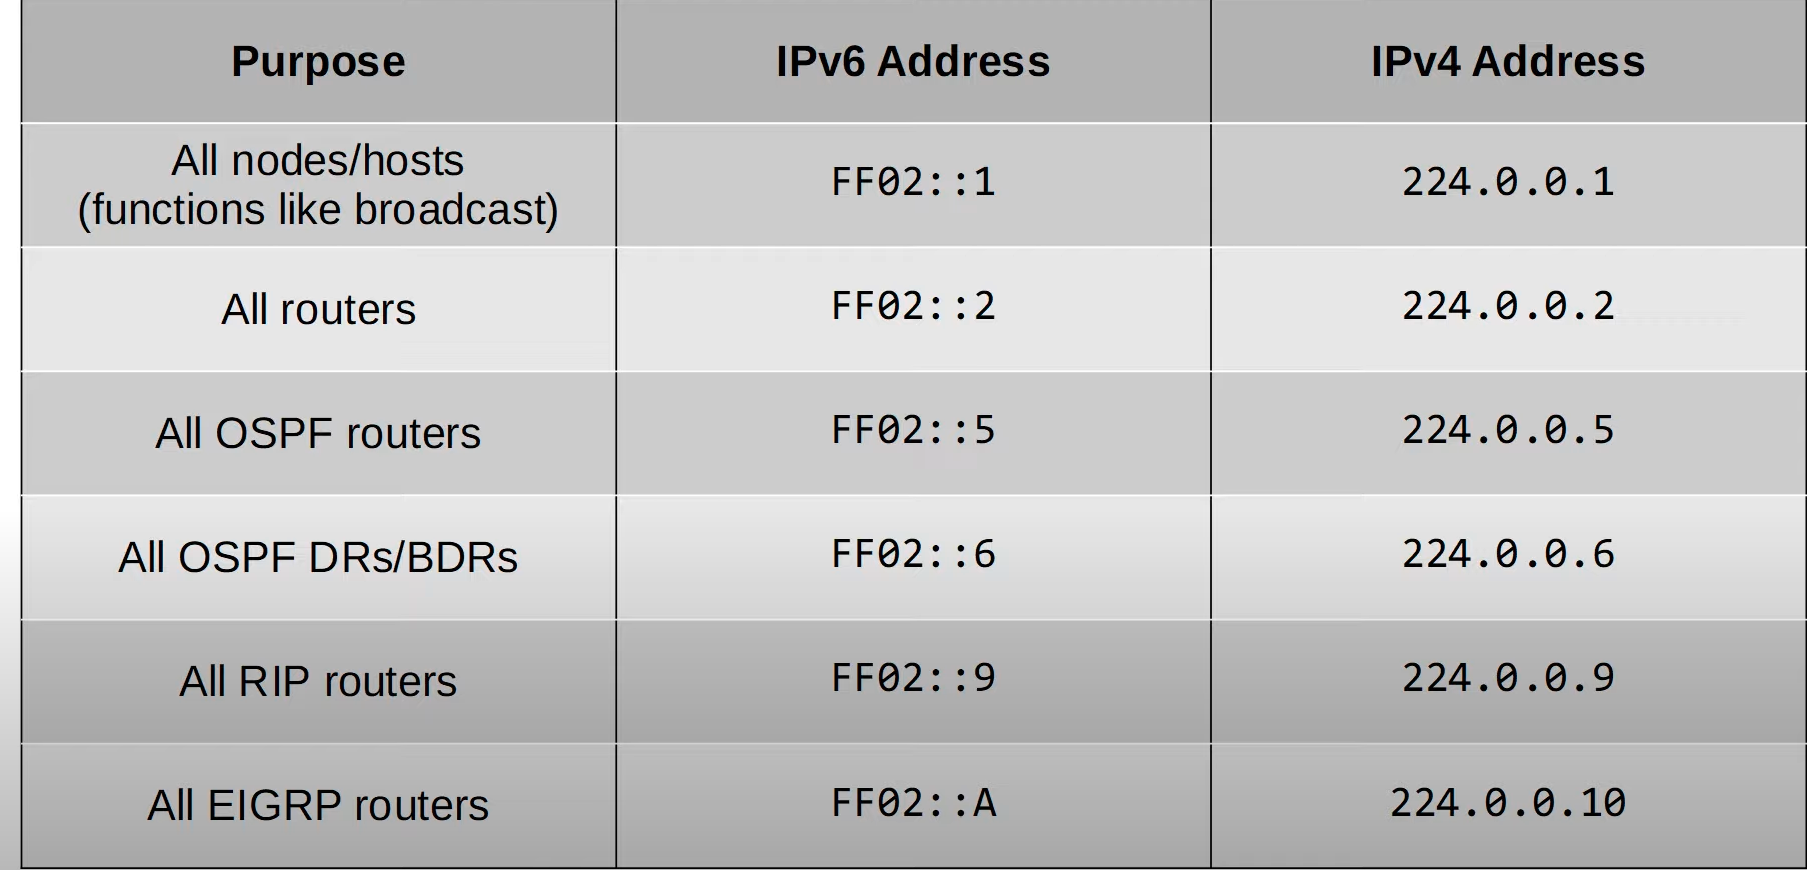 Purpose IPv6 Address IPv4 Address
All nodes/hosts
(functions like broadcast) FF02::1 224.0.0.1
All routers FF02::2 224.0.0.2
All OSPF routers FF02::5 224.0.0.5
All OSPF DRs/BDRs FF02::6 224.0.0.6
All RIP routers FF02::9 224.0.0.9
All EIGRP routers FF02::A 224.0.0.10